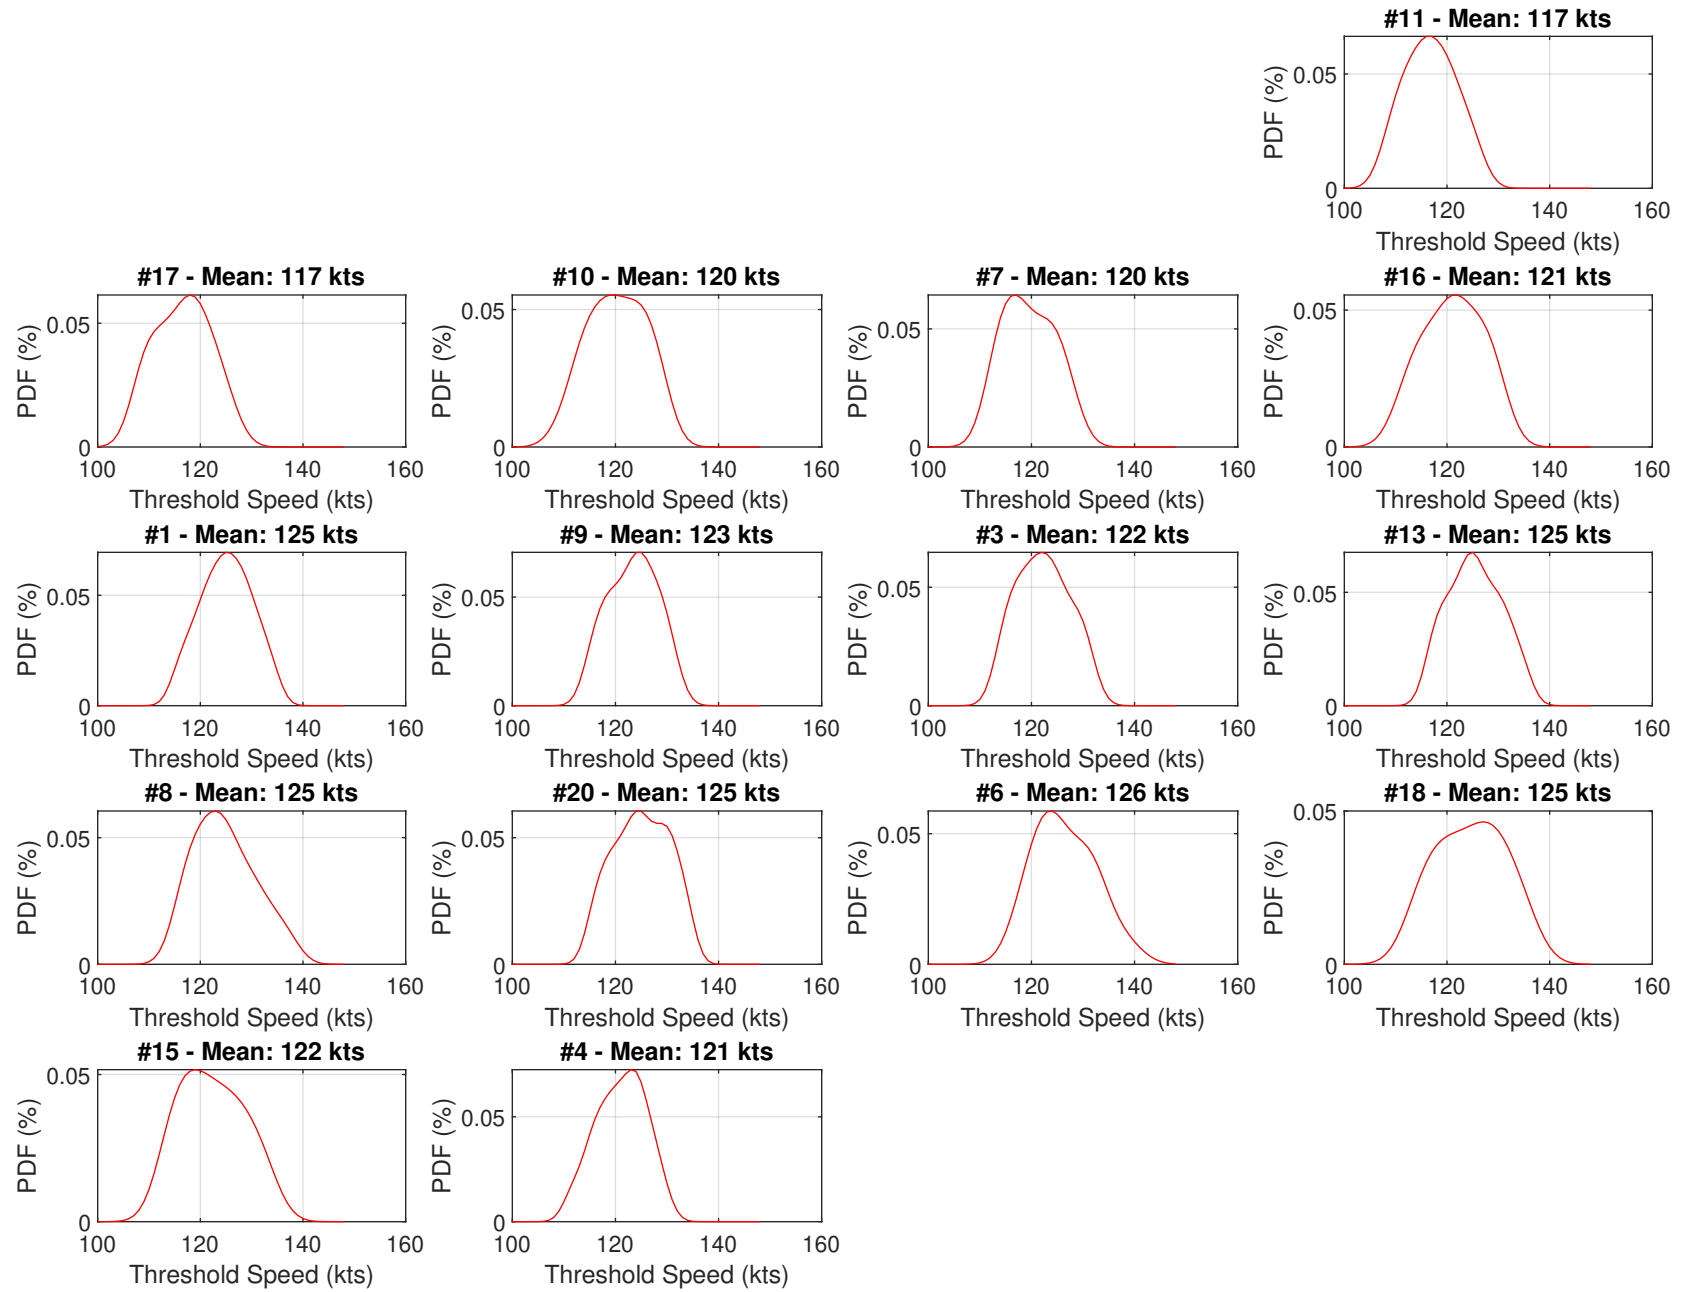 #11 - Mean: 117 kts
PDF (%)
0.05
0
100 120 140 160
Threshold Speed (kts)
#17 - Mean: 117 kts
PDF (%)
0.05
0
100 120 140 160
Threshold Speed (kts)
#10 - Mean: 120 kts
PDF (%)
0.05
0
100 120 140 160
Threshold Speed (kts)
#7 - Mean: 120 kts
PDF (%)
0.05
0
100 120 140 160
Threshold Speed (kts)
#16 - Mean: 121 kts
PDF (%)
0.05
0
100 120 140 160
Threshold Speed (kts)
#1 - Mean: 125 kts
PDF (%)
0.05
0
100 120 140 160
Threshold Speed (kts)
#9 - Mean: 123 kts
PDF (%)
0.05
0
100 120 140 160
Threshold Speed (kts)
#3 - Mean: 122 kts
PDF (%)
0.05
0
100 120 140 160
Threshold Speed (kts)
#13 - Mean: 125 kts
PDF (%)
0.05
0
100 120 140 160
Threshold Speed (kts)
#8 - Mean: 125 kts
PDF (%)
0.05
0
100 120 140 160
Threshold Speed (kts)
#20 - Mean: 125 kts
PDF (%)
0.05
0
100 120 140 160
Threshold Speed (kts)
#6 - Mean: 126 kts
PDF (%)
0.05
0
100 120 140 160
Threshold Speed (kts)
#18 - Mean: 125 kts
PDF (%)
0.05
0
100 120 140 160
Threshold Speed (kts)
#15 - Mean: 122 kts
PDF (%)
0.05
0
100 120 140 160
Threshold Speed (kts)
#4 - Mean: 121 kts
PDF (%)
0.05
0
100 120 140 160
Threshold Speed (kts)